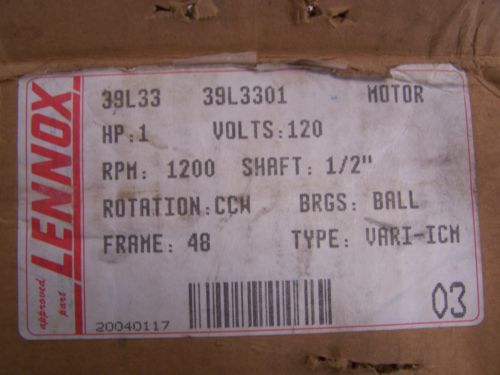 LENNOX
approved part
39L33 39L3301 MOTOR
HP:1 VOLTS:120
RPM: 1200 SHAFT: 1/2"
ROTATION:CCW BRGS: BALL
FRAME: 48 TYPE: VARI-ICM
20040117
03